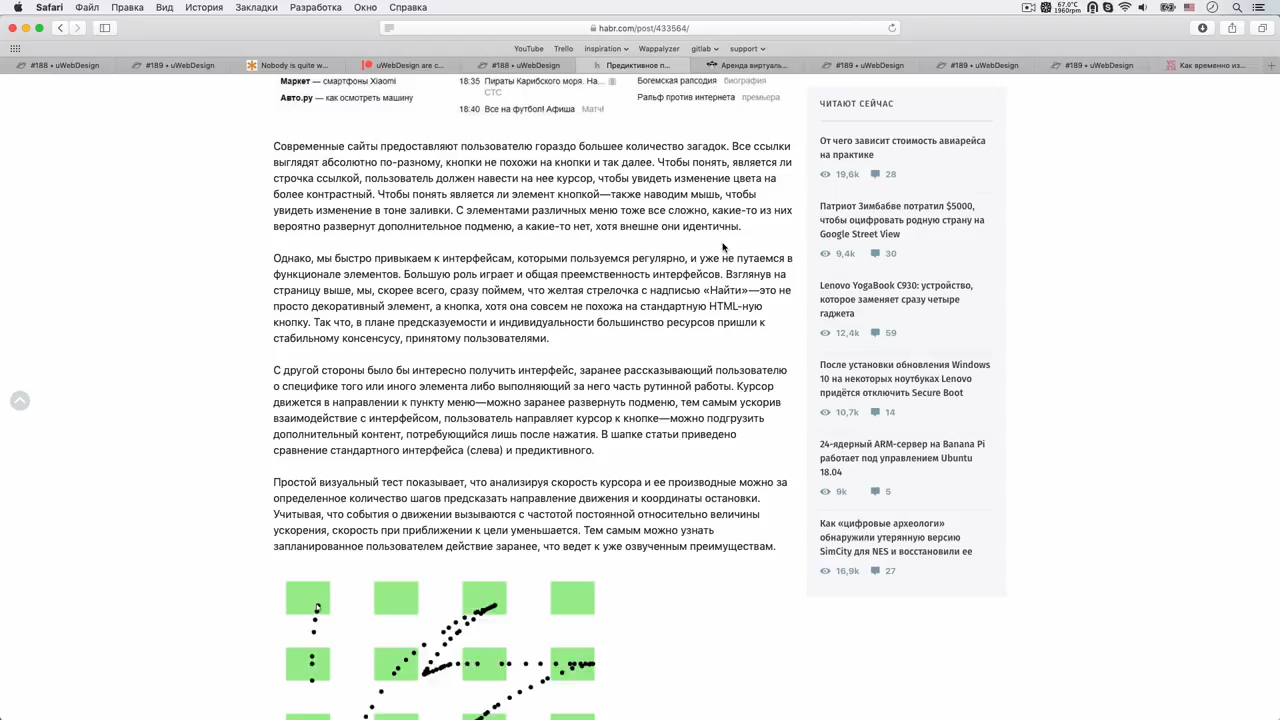 Safari Файл Правка Вид История Закладки Разработка Окно Справка 67.0°C 1960rpm
habr.com/post/433564/
YouTube Trello inspiration Wappalyzer gitlab support
#188 • uWebDesign #189 • uWebDesign Nobody is quite w... uWebDesign are c... #188 • uWebDesign h Предиктивное п... Аренда виртуаль... #189 • uWebDesign #189 • uWebDesign #189 • uWebDesign Как временно из...
Маркет — смартфоны Xiaomi 18:35 Пираты Карибского моря. На... Богемская рапсодия биография
СТС
Авто.ру — как осмотреть машину Ральф против интернета премьера
18:40 Все на футбол! Афиша Матч!
Современные сайты предоставляют пользователю гораздо большее количество загадок. Все ссылки
выглядят абсолютно по-разному, кнопки не похожи на кнопки и так далее. Чтобы понять, является ли
строчка ссылкой, пользователь должен навести на нее курсор, чтобы увидеть изменение цвета на
более контрастный. Чтобы понять является ли элемент кнопкой—также наводим мышь, чтобы
увидеть изменение в тоне заливки. С элементами различных меню тоже все сложно, какие-то из них
вероятно развернут дополнительное подменю, а какие-то нет, хотя внешне они идентичны.
Однако, мы быстро привыкаем к интерфейсам, которыми пользуемся регулярно, и уже не путаемся в
функционале элементов. Большую роль играет и общая преемственность интерфейсов. Взглянув на
страницу выше, мы, скорее всего, сразу поймем, что желтая стрелочка с надписью «Найти»—это не
просто декоративный элемент, а кнопка, хотя она совсем не похожа на стандартную HTML-ную
кнопку. Так что, в плане предсказуемости и индивидуальности большинство ресурсов пришли к
стабильному консенсусу, принятому пользователями.
С другой стороны было бы интересно получить интерфейс, заранее рассказывающий пользователю
о специфике того или иного элемента либо выполняющий за него часть рутинной работы. Курсор
движется в направлении к пункту меню—можно заранее развернуть подменю, тем самым ускорив
взаимодействие с интерфейсом, пользователь направляет курсор к кнопке—можно подгрузить
дополнительный контент, потребующийся лишь после нажатия. В шапке статьи приведено
сравнение стандартного интерфейса (слева) и предиктивного.
Простой визуальный тест показывает, что анализируя скорость курсора и ее производные можно за
определенное количество шагов предсказать направление движения и координаты остановки.
Учитывая, что события о движении вызываются с частотой постоянной относительно величины
ускорения, скорость при приближении к цели уменьшается. Тем самым можно узнать
запланированное пользователем действие заранее, что ведет к уже озвученным преимуществам.
ЧИТАЮТ СЕЙЧАС
От чего зависит стоимость авиарейса
на практике
19,6k 28
Патриот Зимбабве потратил $5000,
чтобы оцифровать родную страну на
Google Street View
9,4k 30
Lenovo YogaBook C930: устройство,
которое заменяет сразу четыре
гаджета
12,4k 59
После установки обновления Windows
10 на некоторых ноутбуках Lenovo
придётся отключить Secure Boot
10,7k 14
24-ядерный ARM-сервер на Banana Pi
работает под управлением Ubuntu
18.04
9k 5
Как «цифровые археологи»
обнаружили утерянную версию
SimCity для NES и восстановили ее
16,9k 27